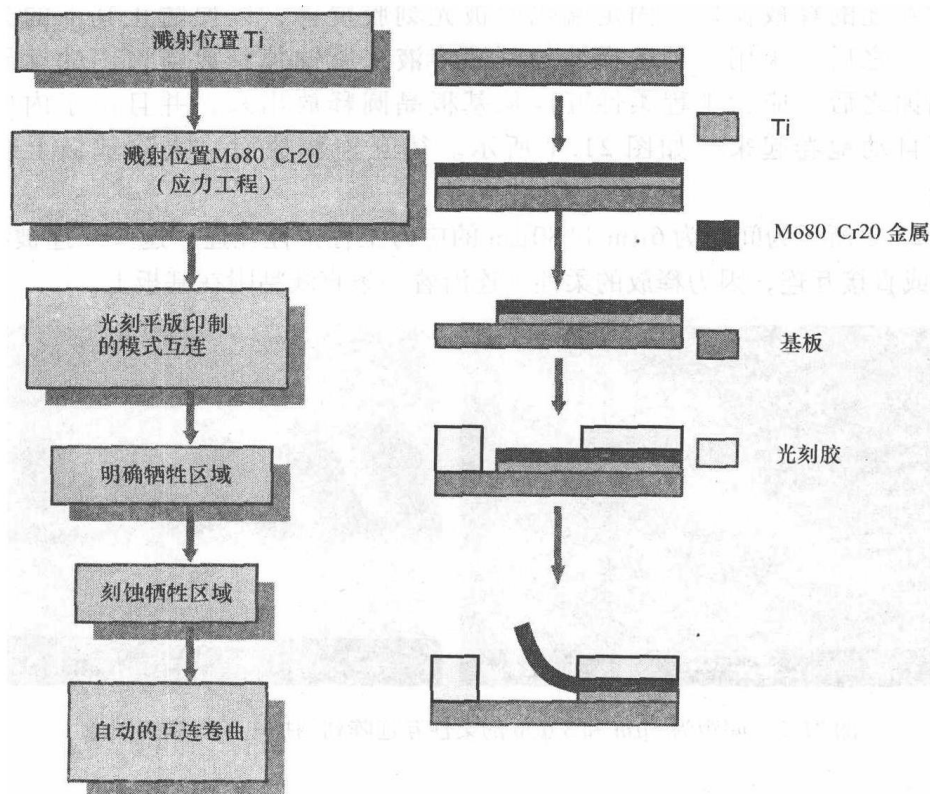 溅射位置 Ti
溅射位置Mo80 Cr20
(应力工程)
光刻平版印制
的模式互连
明确牺牲区域
刻蚀牺牲区域
自动的互连卷曲
Ti
Mo80 Cr20 金属
基板
光刻胶